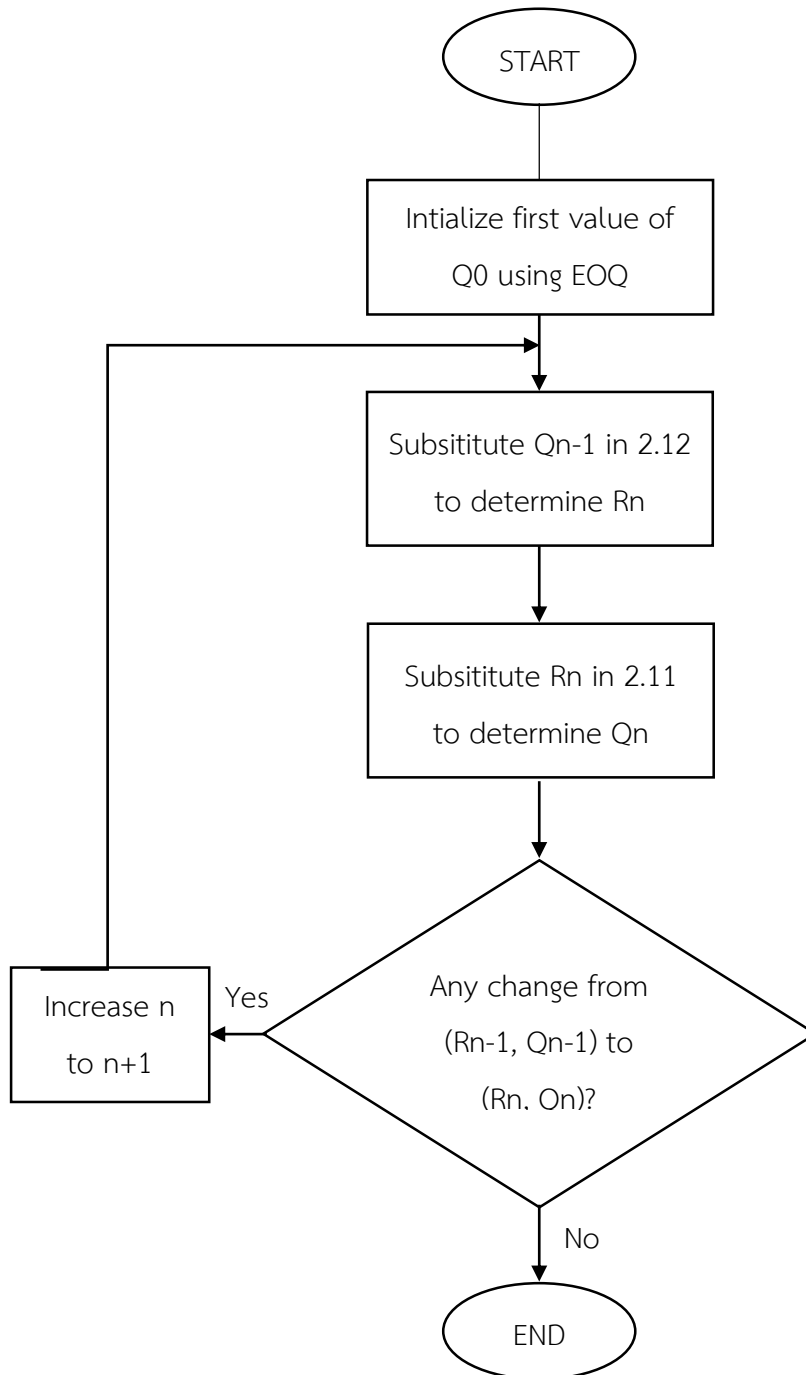 START
Intialize first value of
Q0 using EOQ
Subsititute Qn-1 in 2.12
to determine Rn
Subsititute Rn in 2.11
to determine Qn
Any change from
(Rn-1, Qn-1) to
(Rn, Qn)?
Yes
Increase n
to n+1
No
END